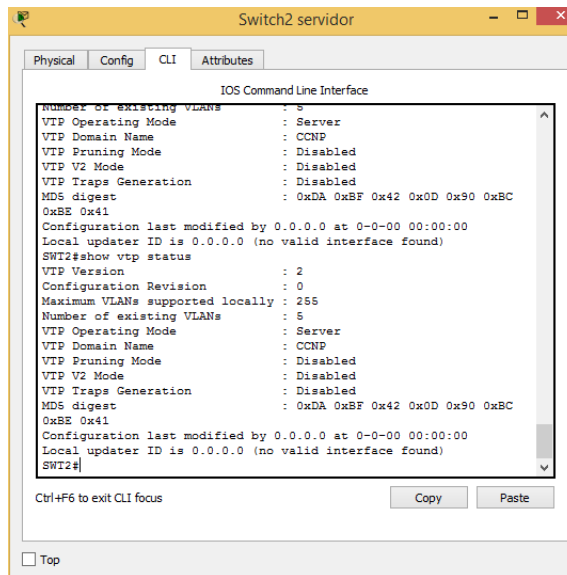 Switch2 servidor
Physical Config CLI Attributes
IOS Command Line Interface
Number of existing VLANs : 5
VTP Operating Mode : Server
VTP Domain Name : CCNP
VTP Pruning Mode : Disabled
VTP V2 Mode : Disabled
VTP Traps Generation : Disabled
MD5 digest : 0xDA 0xBF 0x42 0x0D 0x90 0xBC
0xBE 0x41
Configuration last modified by 0.0.0.0 at 0-0-00 00:00:00
Local updater ID is 0.0.0.0 (no valid interface found)
SWT2#show vtp status
VTP Version : 2
Configuration Revision : 0
Maximum VLANs supported locally : 255
Number of existing VLANs : 5
VTP Operating Mode : Server
VTP Domain Name : CCNP
VTP Pruning Mode : Disabled
VTP V2 Mode : Disabled
VTP Traps Generation : Disabled
MD5 digest : 0xDA 0xBF 0x42 0x0D 0x90 0xBC
0xBE 0x41
Configuration last modified by 0.0.0.0 at 0-0-00 00:00:00
Local updater ID is 0.0.0.0 (no valid interface found)
SWT2#
Ctrl+F6 to exit CLI focus Copy Paste
Top